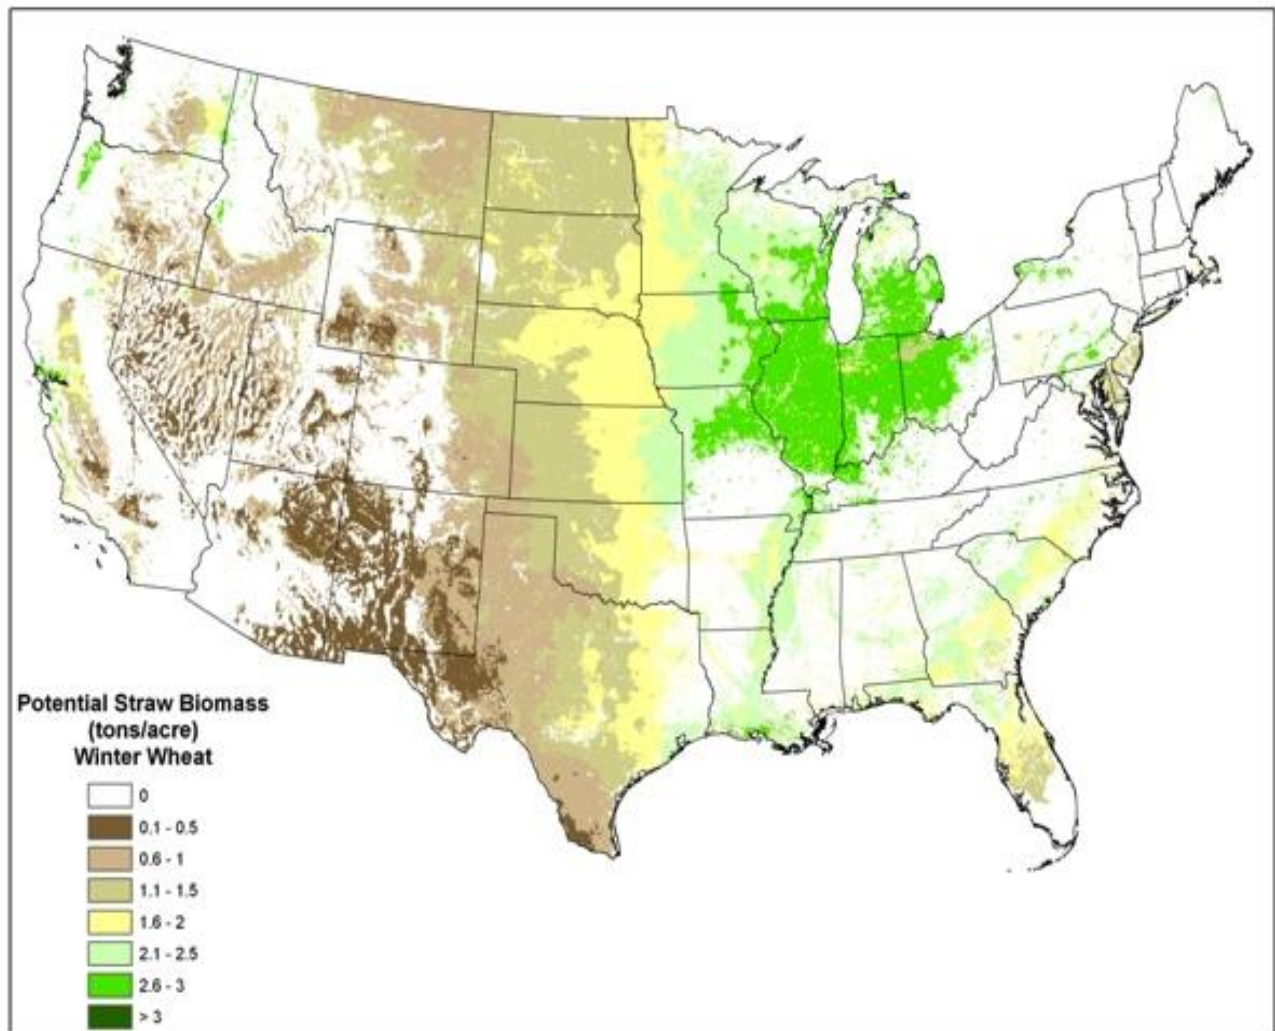 Potential Straw Biomass
(tons/acre)
Winter Wheat
0
0.1 - 0.5
0.6 - 1
1.1 - 1.5
1.6 - 2
2.1 - 2.5
2.6 - 3
> 3